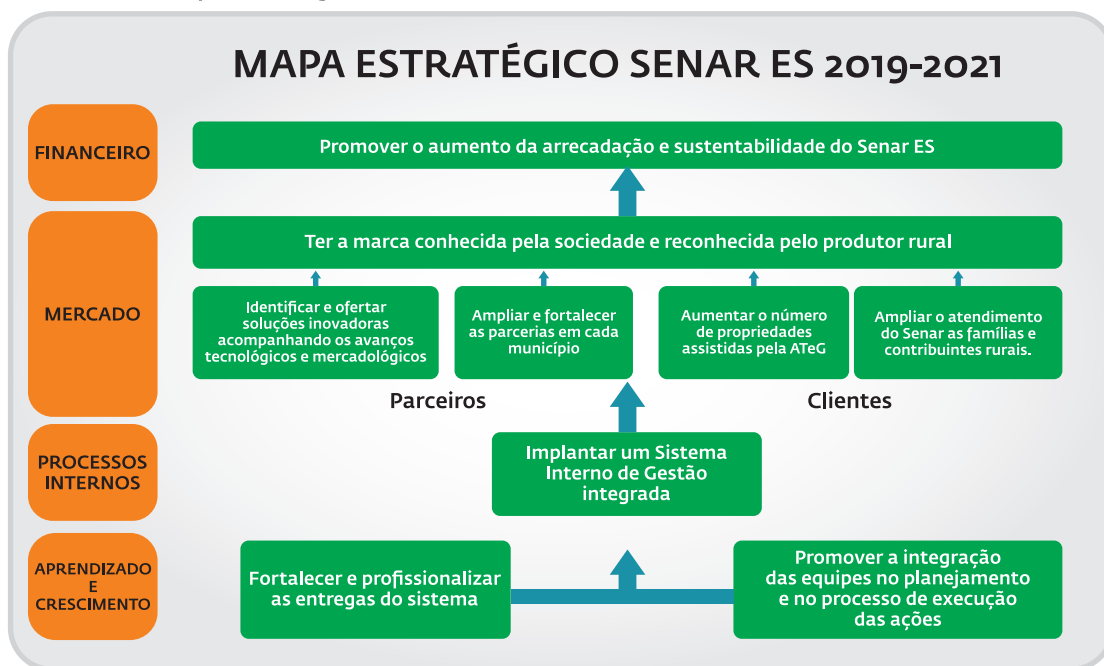 MAPA ESTRATÉGICO SENAR ES 2019-2021
FINANCEIRO
Promover o aumento da arrecadação e sustentabilidade do Senar ES
MERCADO
Ter a marca conhecida pela sociedade e reconhecida pelo produtor rural
Identificar e ofertar
soluções inovadoras
acompanhando os avanços
tecnológicos e mercadológicos
Ampliar e fortalecer
as parcerias em cada
município
Aumentar o número
de propriedades
assistidas pela ATeG
Ampliar o atendimento
do Senar as famílias e
contribuintes rurais.
Parceiros
Clientes
PROCESSOS
INTERNOS
Implantar um Sistema
Interno de Gestão
integrada
APRENDIZADO
E
CRESCIMENTO
Fortalecer e profissionalizar
as entregas do sistema
Promover a integração
das equipes no planejamento
e no processo de execução
das ações